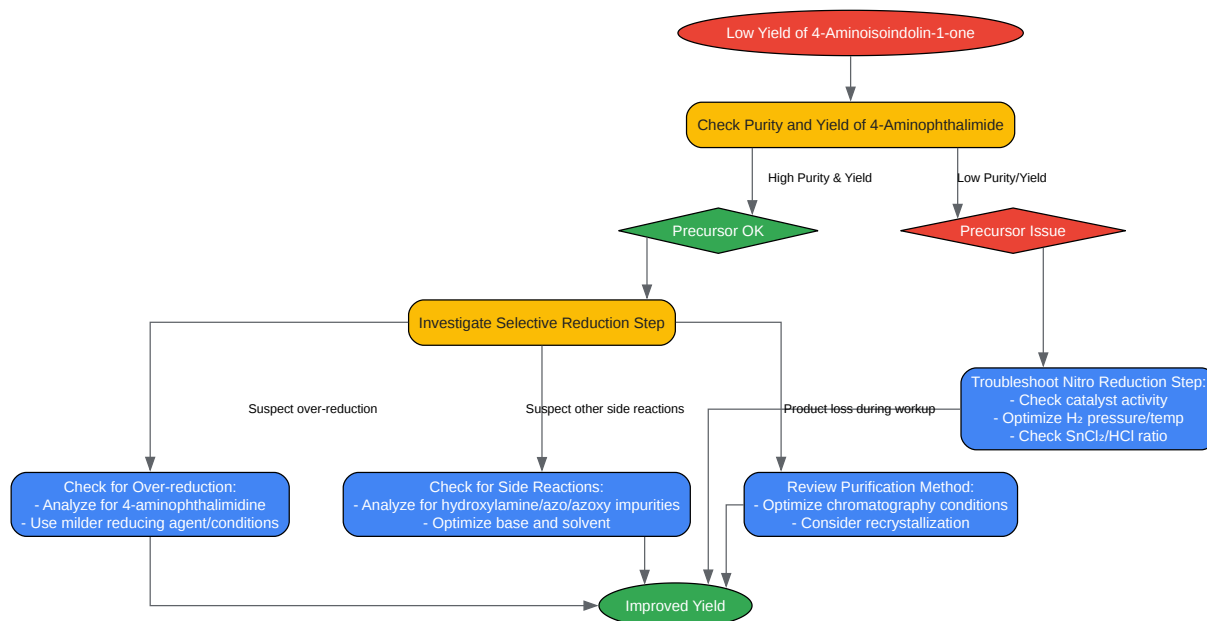 Low Yield of 4-Aminoisoindolin-1-one
Check Purity and Yield of 4-Aminophthalimide
High Purity & Yield
Low Purity/Yield
Precursor OK
Precursor Issue
Investigate Selective Reduction Step
Troubleshoot Nitro Reduction Step:
- Check catalyst activity
- Optimize H₂ pressure/temp
- Check SnCl₂/HCl ratio
Suspect over-reduction
Suspect other side reactions
Product loss during workup
Check for Over-reduction:
- Analyze for 4-aminophthalimidine
- Use milder reducing agent/conditions
Check for Side Reactions:
- Analyze for hydroxylamine/azo/azoxy impurities
- Optimize base and solvent
Review Purification Method:
- Optimize chromatography conditions
- Consider recrystallization
Improved Yield